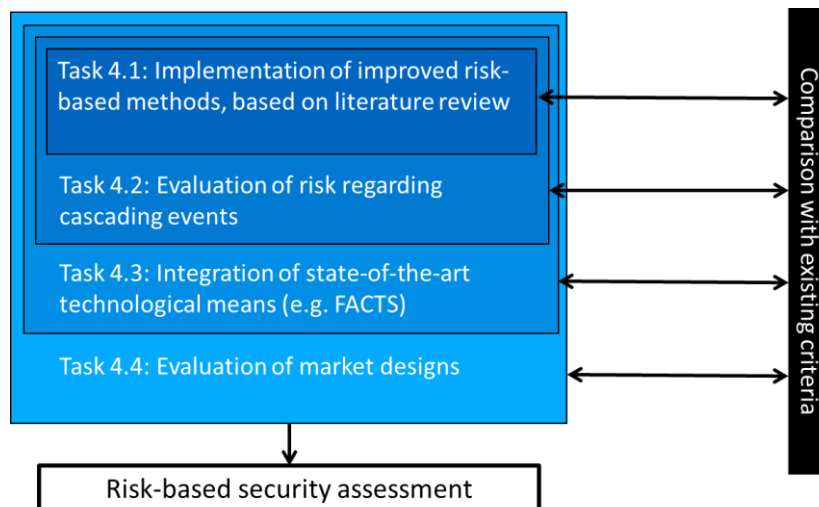 Task 4.1: Implementation of improved risk-
based methods, based on literature review
Task 4.2: Evaluation of risk regarding
cascading events
Task 4.3: Integration of state-of-the-art
technological means (e.g. FACTS)
Task 4.4: Evaluation of market designs
Comparison with existing criteria
Risk-based security assessment